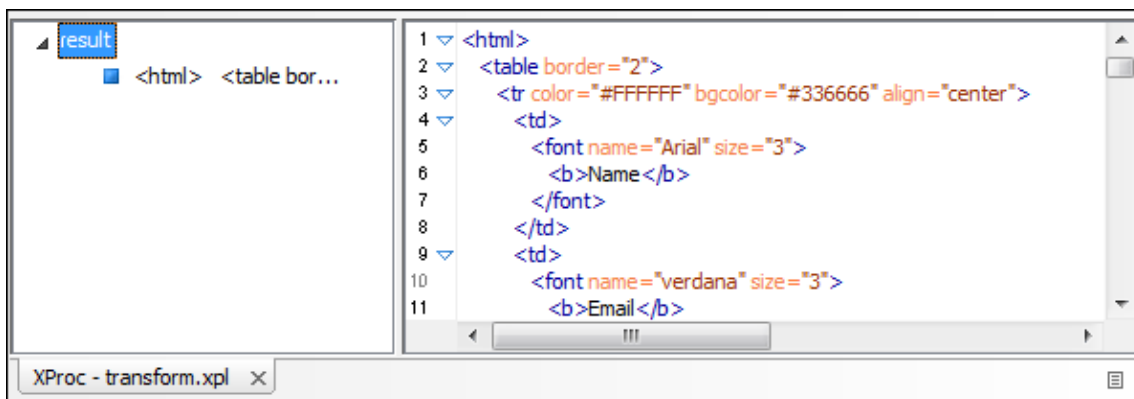 result
<html> <table bor...
1 <html>
2 <table border="2">
3 <tr color="#FFFFFF" bgcolor="#336666" align="center">
4 <td>
5 <font name="Arial" size="3">
6 <b>Name</b>
7 </font>
8 </td>
9 <td>
10 <font name="verdana" size="3">
11 <b>Email</b>
XProc - transform.xpl